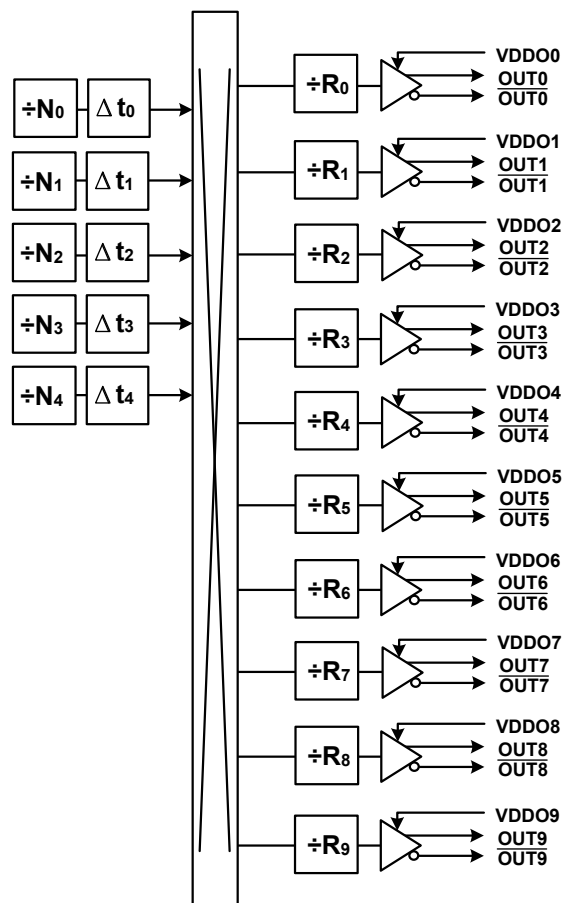 ÷N0 Δ t0
÷N1 Δ t1
÷N2 Δ t2
÷N3 Δ t3
÷N4 Δ t4
÷R0
VDDO0
OUT0
OUT0
÷R1
VDDO1
OUT1
OUT1
÷R2
VDDO2
OUT2
OUT2
÷R3
VDDO3
OUT3
OUT3
÷R4
VDDO4
OUT4
OUT4
÷R5
VDDO5
OUT5
OUT5
÷R6
VDDO6
OUT6
OUT6
÷R7
VDDO7
OUT7
OUT7
÷R8
VDDO8
OUT8
OUT8
÷R9
VDDO9
OUT9
OUT9